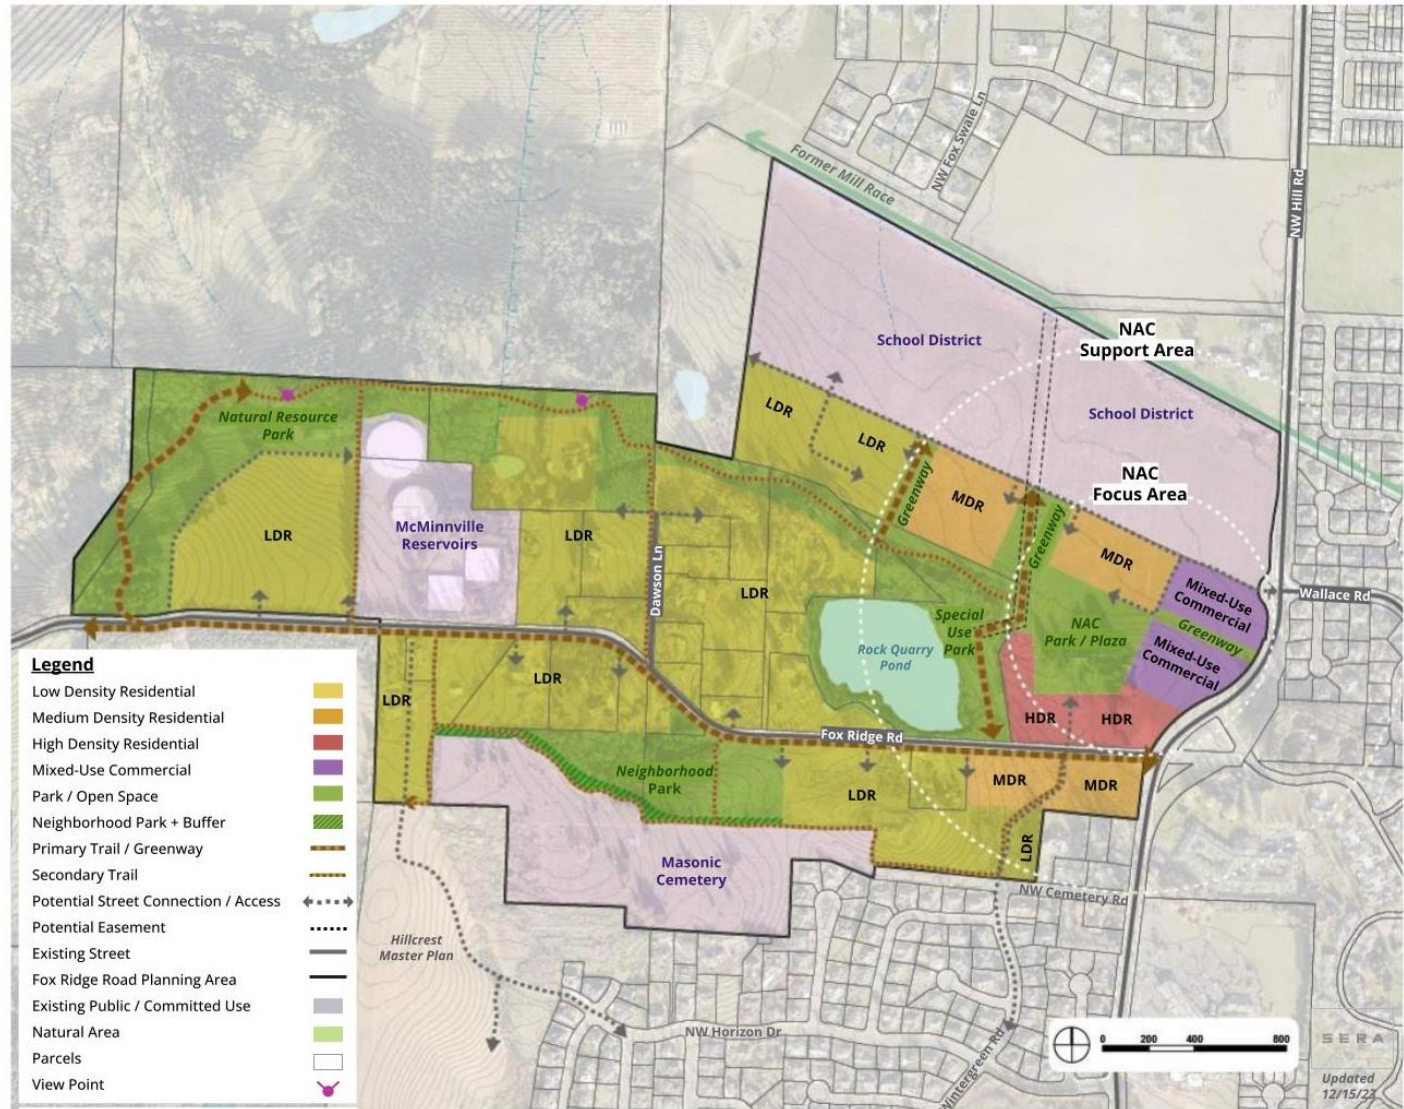 NW Fox Swale Ln
Former Mill Race
NW Hill Rd
School District
NAC
Support Area
Natural Resource
Park
LDR
LDR
School District
NAC
Focus Area
Greenway
MDR
LDR
McMinnville
Reservoirs
LDR
Greenway
MDR
Dawson Ln
LDR
Mixed-Use
Commercial
Wallace Rd
Special
Use
Park
NAC
Park / Plaza
Greenway
Rock Quarry
Pond
Mixed-Use
Commercial
LDR
LDR
HDR
HDR
Fox Ridge Rd
Neighborhood
Park
LDR
MDR
MDR
LDR
Masonic
Cemetery
NW Cemetery Rd
Hillcrest
Master Plan
NW Horizon Dr
Wintergreen Rd
Legend
Low Density Residential
Medium Density Residential
High Density Residential
Mixed-Use Commercial
Park / Open Space
Neighborhood Park + Buffer
Primary Trail / Greenway
Secondary Trail
Potential Street Connection / Access
Potential Easement
Existing Street
Fox Ridge Road Planning Area
Existing Public / Committed Use
Natural Area
Parcels
View Point
0 200 400 800
SERA
Updated
12/15/23